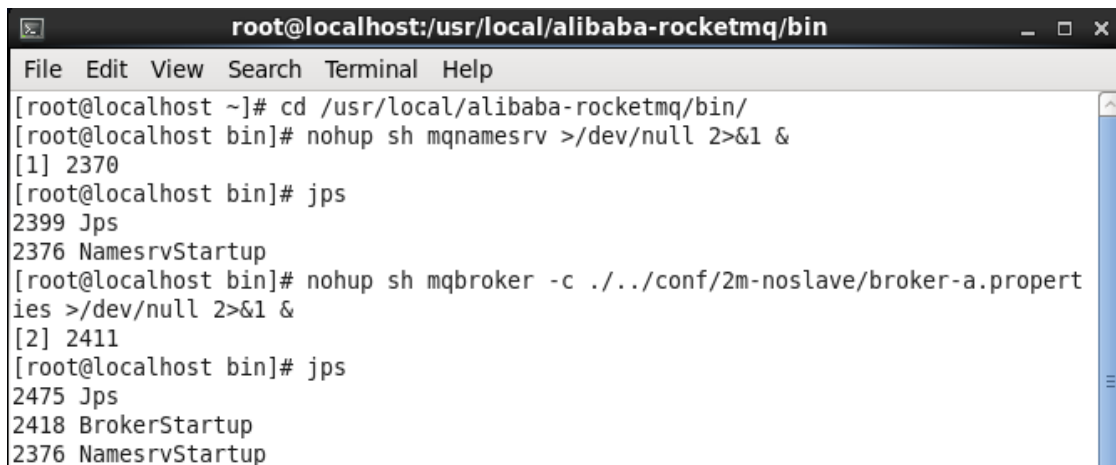 root@localhost:/usr/local/alibaba-rocketmq/bin
File Edit View Search Terminal Help
[root@localhost ~]# cd /usr/local/alibaba-rocketmq/bin/
[root@localhost bin]# nohup sh mqnamesrv >/dev/null 2>&1 &
[1] 2370
[root@localhost bin]# jps
2399 Jps
2376 NamesrvStartup
[root@localhost bin]# nohup sh mqbroker -c ./../conf/2m-noslave/broker-a.propert
ies >/dev/null 2>&1 &
[2] 2411
[root@localhost bin]# jps
2475 Jps
2418 BrokerStartup
2376 NamesrvStartup